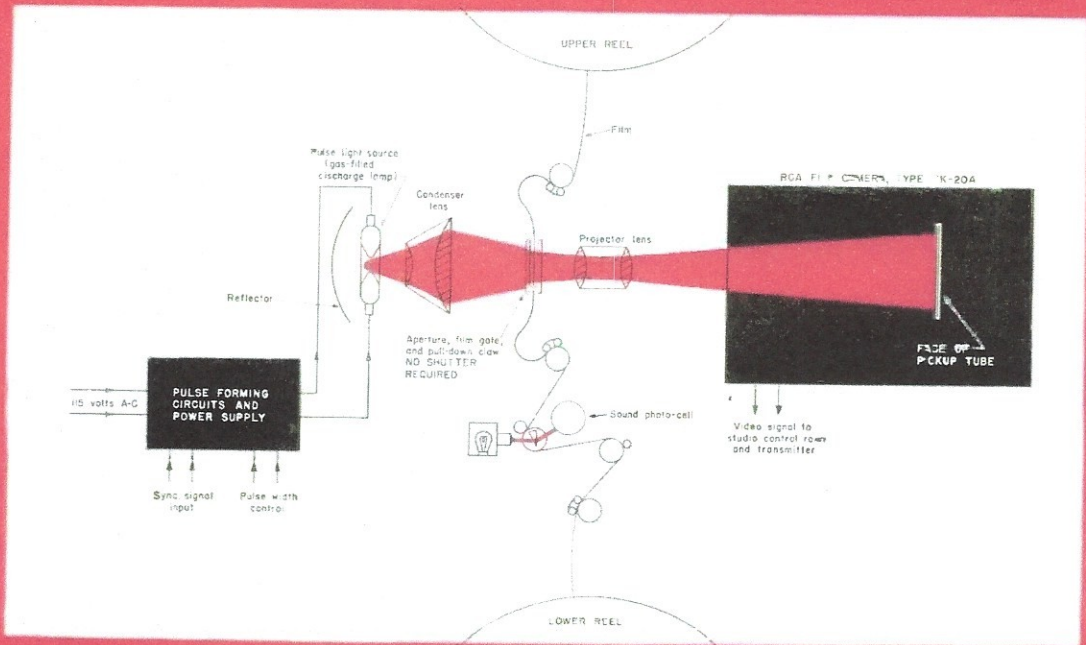 UPPER REEL
Film
Pulse light source
(gas-filled
discharge lamp)
Condenser
lens
RCA FILM CAMERA, TYPE TK-20A
Projector lens
Reflector
Aperture, film gate,
and pull-down claw
NO SHUTTER
REQUIRED
FACE OF
PICKUP TUBE
PULSE FORMING
CIRCUITS AND
POWER SUPPLY
115 volts A-C
Sound photo-cell
Video signal to
studio control room
and transmitter
Sync signal
input
Pulse width
control
LOWER REEL